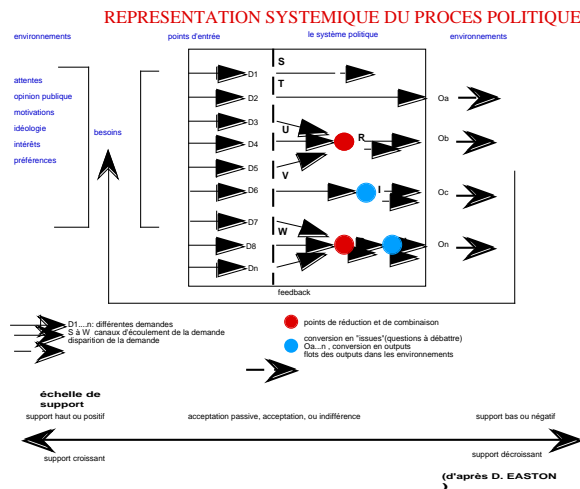 REPRESENTATION SYSTEMIQUE DU PROCES POLITIQUE
environnements
points d'entrée
le système politique
environnements
attentes
opinion publique
motivations
idéologie
intérêts
préférences
besoins
S
D1
T
D2
Oa
D3
U
D4
R
Ob
D5
V
D6
I
Oc
D7
W
D8
On
Dn
feedback
D1....n: différentes demandes
S à W canaux d'écoulement de la demande
disparition de la demande
points de réduction et de combinaison
conversion en "issues"(questions à débattre)
Oa...n , conversion en outputs
flots des outputs dans les environnements
échelle de
support
support haut ou positif
acceptation passive, acceptation, ou indifférence
support bas ou négatif
support croissant
support décroissant
(d'après D. EASTON
)